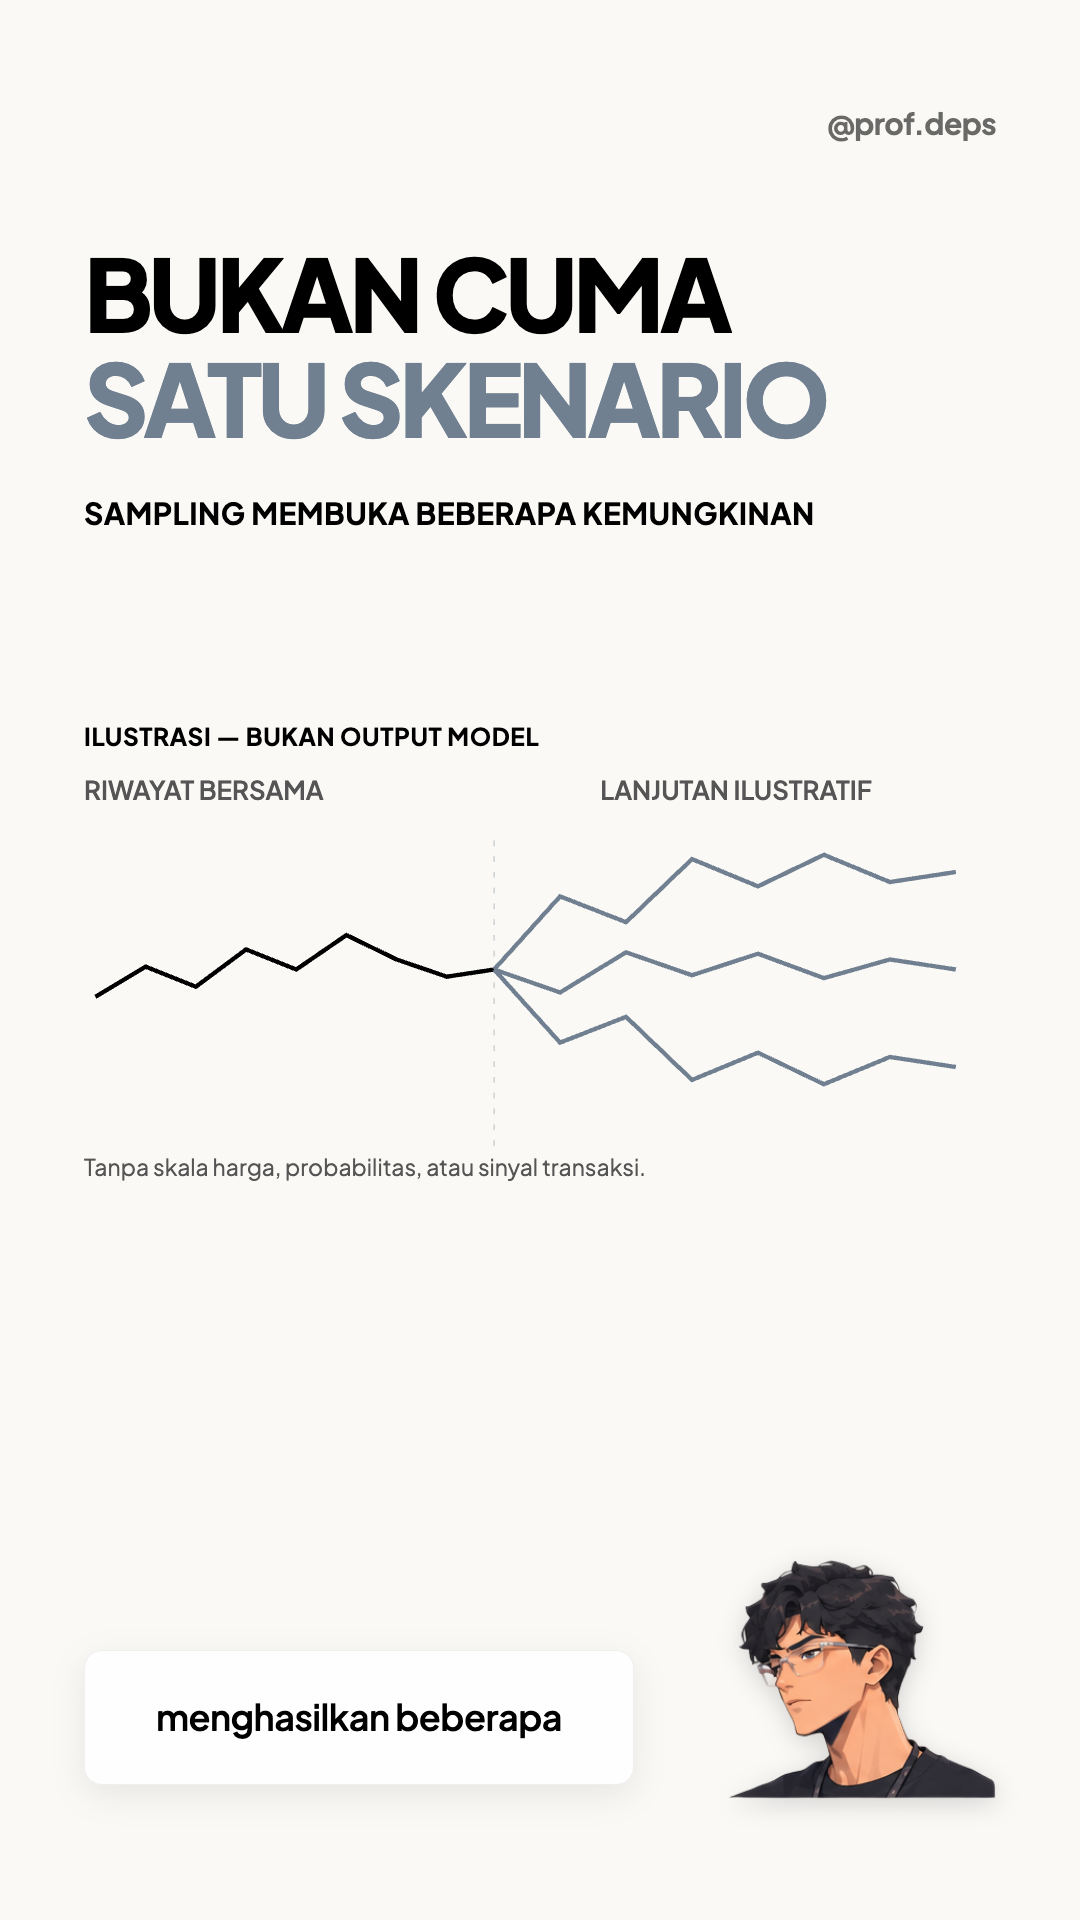 @prof.deps
BUKAN CUMA
SATU SKENARIO
SAMPLING MEMBUKA BEBERAPA KEMUNGKINAN
ILUSTRASI — BUKAN OUTPUT MODEL
RIWAYAT BERSAMA
LANJUTAN ILUSTRATIF
Tanpa skala harga, probabilitas, atau sinyal transaksi.
menghasilkan beberapa